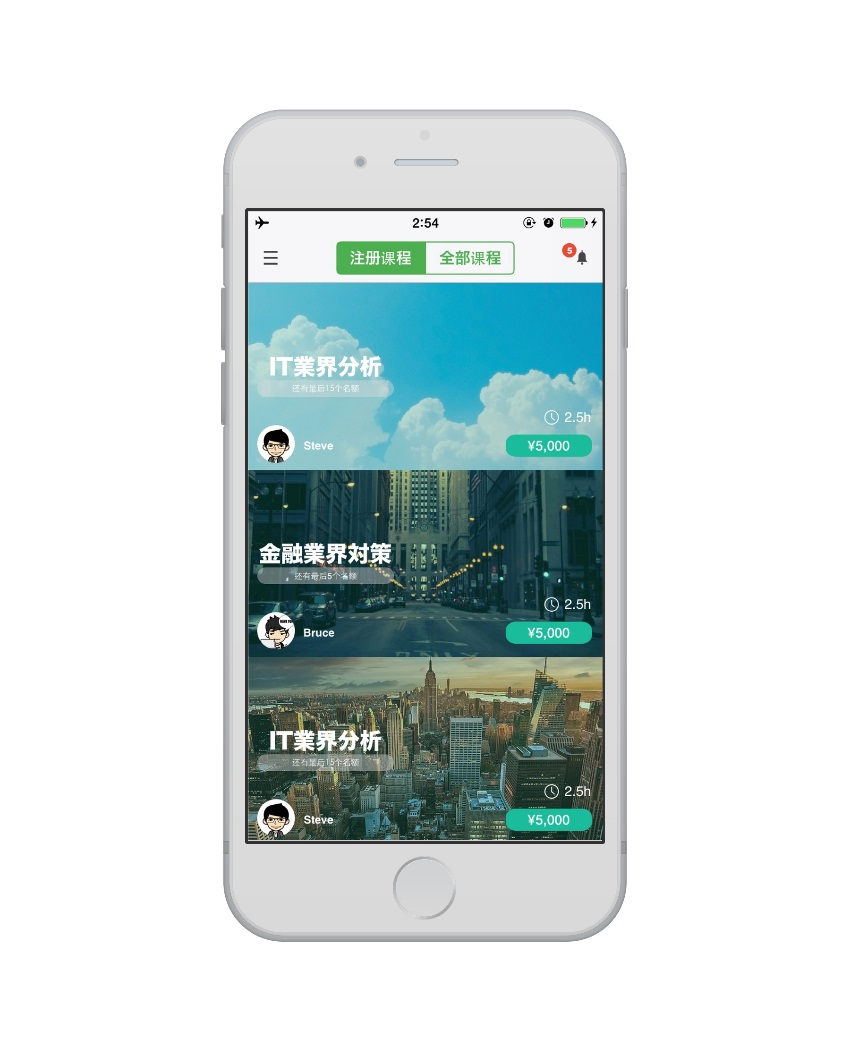 2:54
注册课程
全部课程
5
IT業界分析
还有最后15个名额
2.5h
Steve
¥5,000
金融業界対策
还有最后5个名额
2.5h
Bruce
¥5,000
IT業界分析
还有最后15个名额
2.5h
Steve
¥5,000